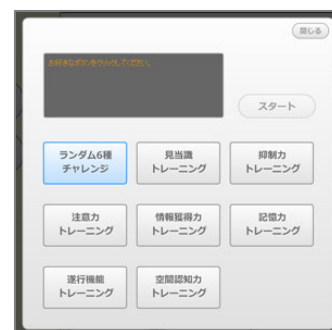 閉じる
お好きなボタンをクリックしてください。
スタート
ランダム6種
チャレンジ
見当識
トレーニング
抑制力
トレーニング
注意力
トレーニング
情報獲得力
トレーニング
記憶力
トレーニング
遂行機能
トレーニング
空間認知力
トレーニング